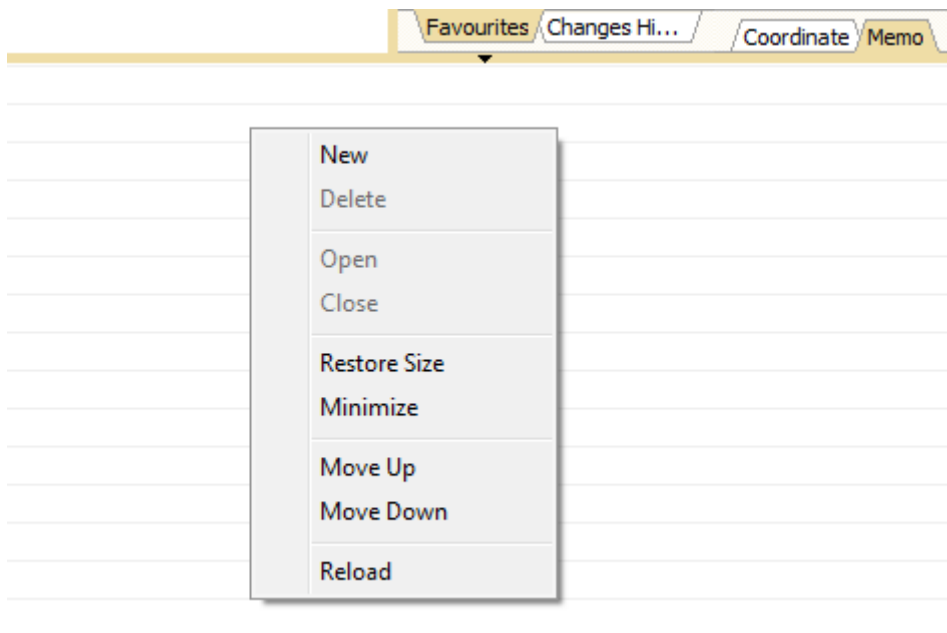 Favourites Changes Hi... Coordinate Memo
New
Delete
Open
Close
Restore Size
Minimize
Move Up
Move Down
Reload